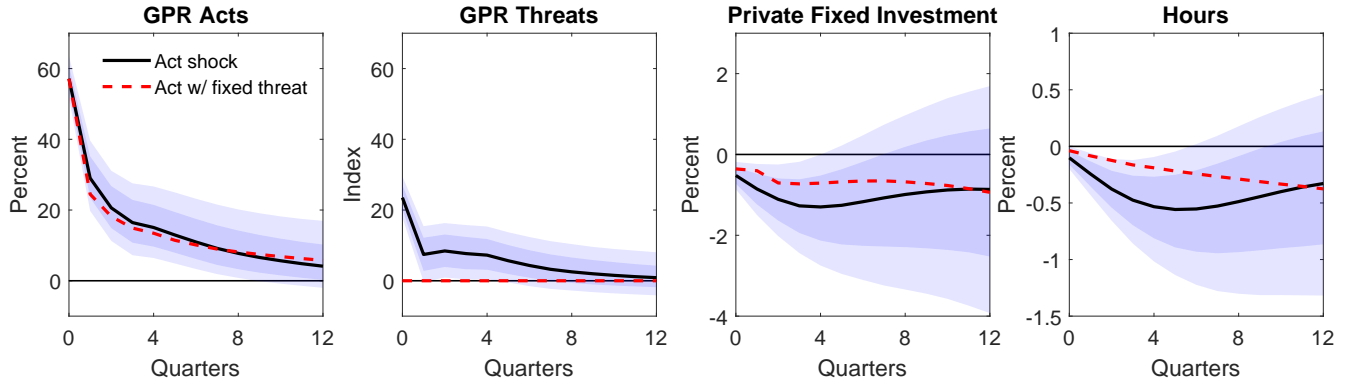 GPR Acts
60
40
20
0
Percent
Act shock
Act w/ fixed threat
0 4 8 12
Quarters
GPR Threats
60
40
20
0
Index
0 4 8 12
Quarters
Private Fixed Investment
2
0
-2
-4
Percent
0 4 8 12
Quarters
Hours
1
0.5
0
-0.5
-1
-1.5
Percent
0 4 8 12
Quarters